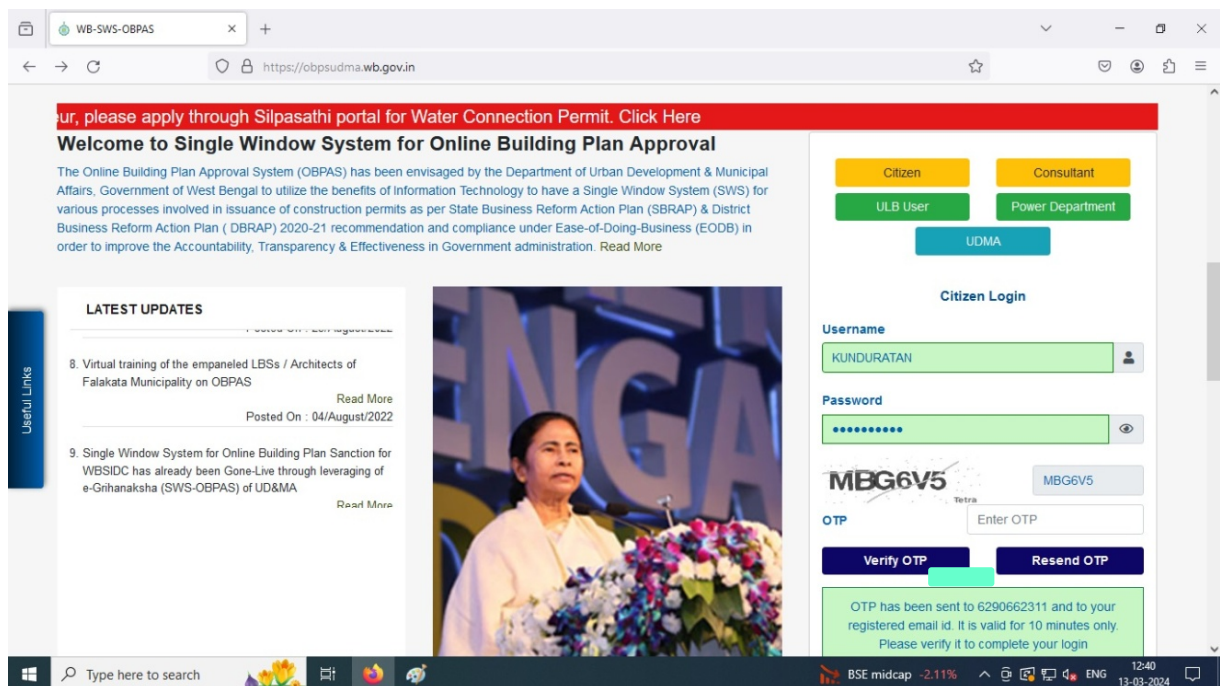 WB-SWS-OBPAS
https://obpsudma.wb.gov.in
ur, please apply through Silpasathi portal for Water Connection Permit. Click Here
Welcome to Single Window System for Online Building Plan Approval
The Online Building Plan Approval System (OBPAS) has been envisaged by the Department of Urban Development & Municipal
Affairs, Government of West Bengal to utilize the benefits of Information Technology to have a Single Window System (SWS) for
various processes involved in issuance of construction permits as per State Business Reform Action Plan (SBRAP) & District
Business Reform Action Plan ( DBRAP) 2020-21 recommendation and compliance under Ease-of-Doing-Business (EODB) in
order to improve the Accountability, Transparency & Effectiveness in Government administration. Read More
LATEST UPDATES
8. Virtual training of the empaneled LBSs / Architects of
Falakata Municipality on OBPAS
Read More
Posted On : 04/August/2022
9. Single Window System for Online Building Plan Sanction for
WBSIDC has already been Gone-Live through leveraging of
e-Grihanaksha (SWS-OBPAS) of UD&MA
Read More
Useful Links
ENGA
Citizen
Consultant
ULB User
Power Department
UDMA
Citizen Login
Username
KUNDURATAN
Password
MBG6V5
Tetra
MBG6V5
OTP
Enter OTP
Verify OTP
Resend OTP
OTP has been sent to 6290662311 and to your
registered email id. It is valid for 10 minutes only.
Please verify it to complete your login
Type here to search
BSE midcap -2.11%
ENG
12:40
13-03-2024